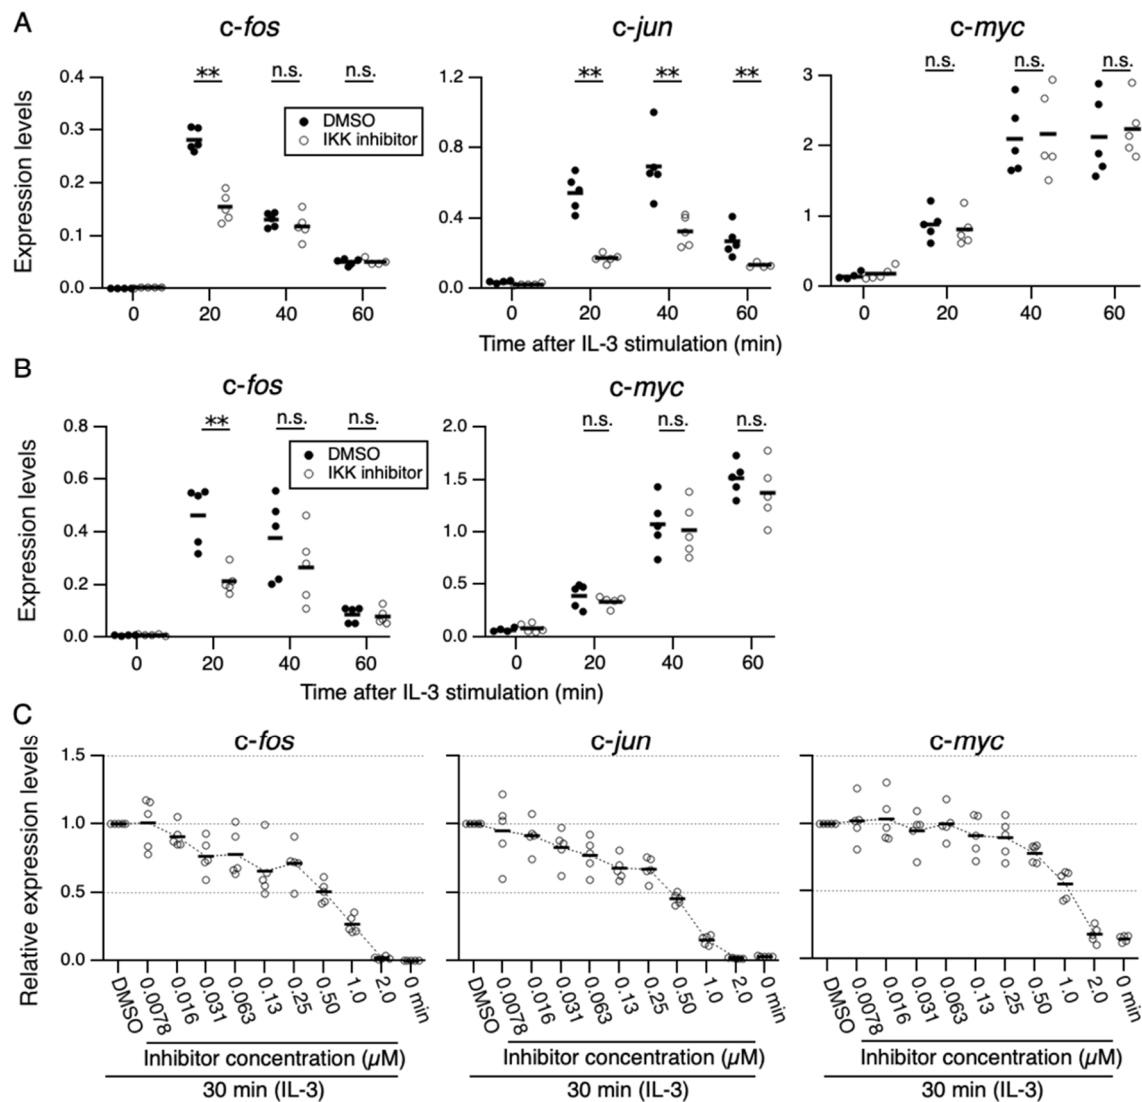 A
c-fos c-jun c-myc
** n.s. n.s. ** ** ** n.s. n.s. n.s.
0.4 0.3 0.2 0.1 0.0
1.2 0.8 0.4 0.0
3 2 1 0
Expression levels
DMSO
IKK inhibitor
0 20 40 60 0 20 40 60 0 20 40 60
Time after IL-3 stimulation (min)
B
c-fos c-myc
** n.s. n.s. n.s. n.s. n.s.
0.8 0.6 0.4 0.2 0.0
2.0 1.5 1.0 0.5 0.0
Expression levels
DMSO
IKK inhibitor
0 20 40 60 0 20 40 60
Time after IL-3 stimulation (min)
C
c-fos c-jun c-myc
1.5 1.0 0.5 0.0
Relative expression levels
DMSO 0.0078 0.016 0.031 0.063 0.13 0.25 0.50 1.0 2.0 0 min
DMSO 0.0078 0.016 0.031 0.063 0.13 0.25 0.50 1.0 2.0 0 min
DMSO 0.0078 0.016 0.031 0.063 0.13 0.25 0.50 1.0 2.0 0 min
Inhibitor concentration (μM) Inhibitor concentration (μM) Inhibitor concentration (μM)
30 min (IL-3) 30 min (IL-3) 30 min (IL-3)